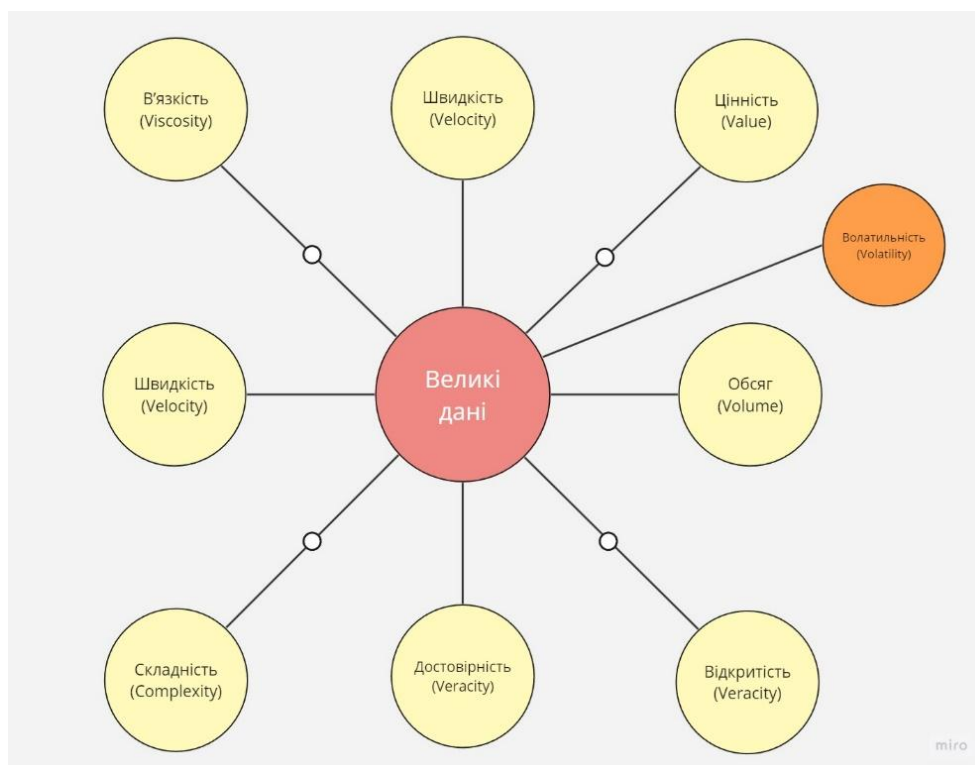 В'язкість
(Viscosity)
Швидкість
(Velocity)
Цінність
(Value)
Волатильність
(Volatility)
Швидкість
(Velocity)
Великі
дані
Обсяг
(Volume)
Складність
(Complexity)
Достовірність
(Veracity)
Відкритість
(Veracity)
miro